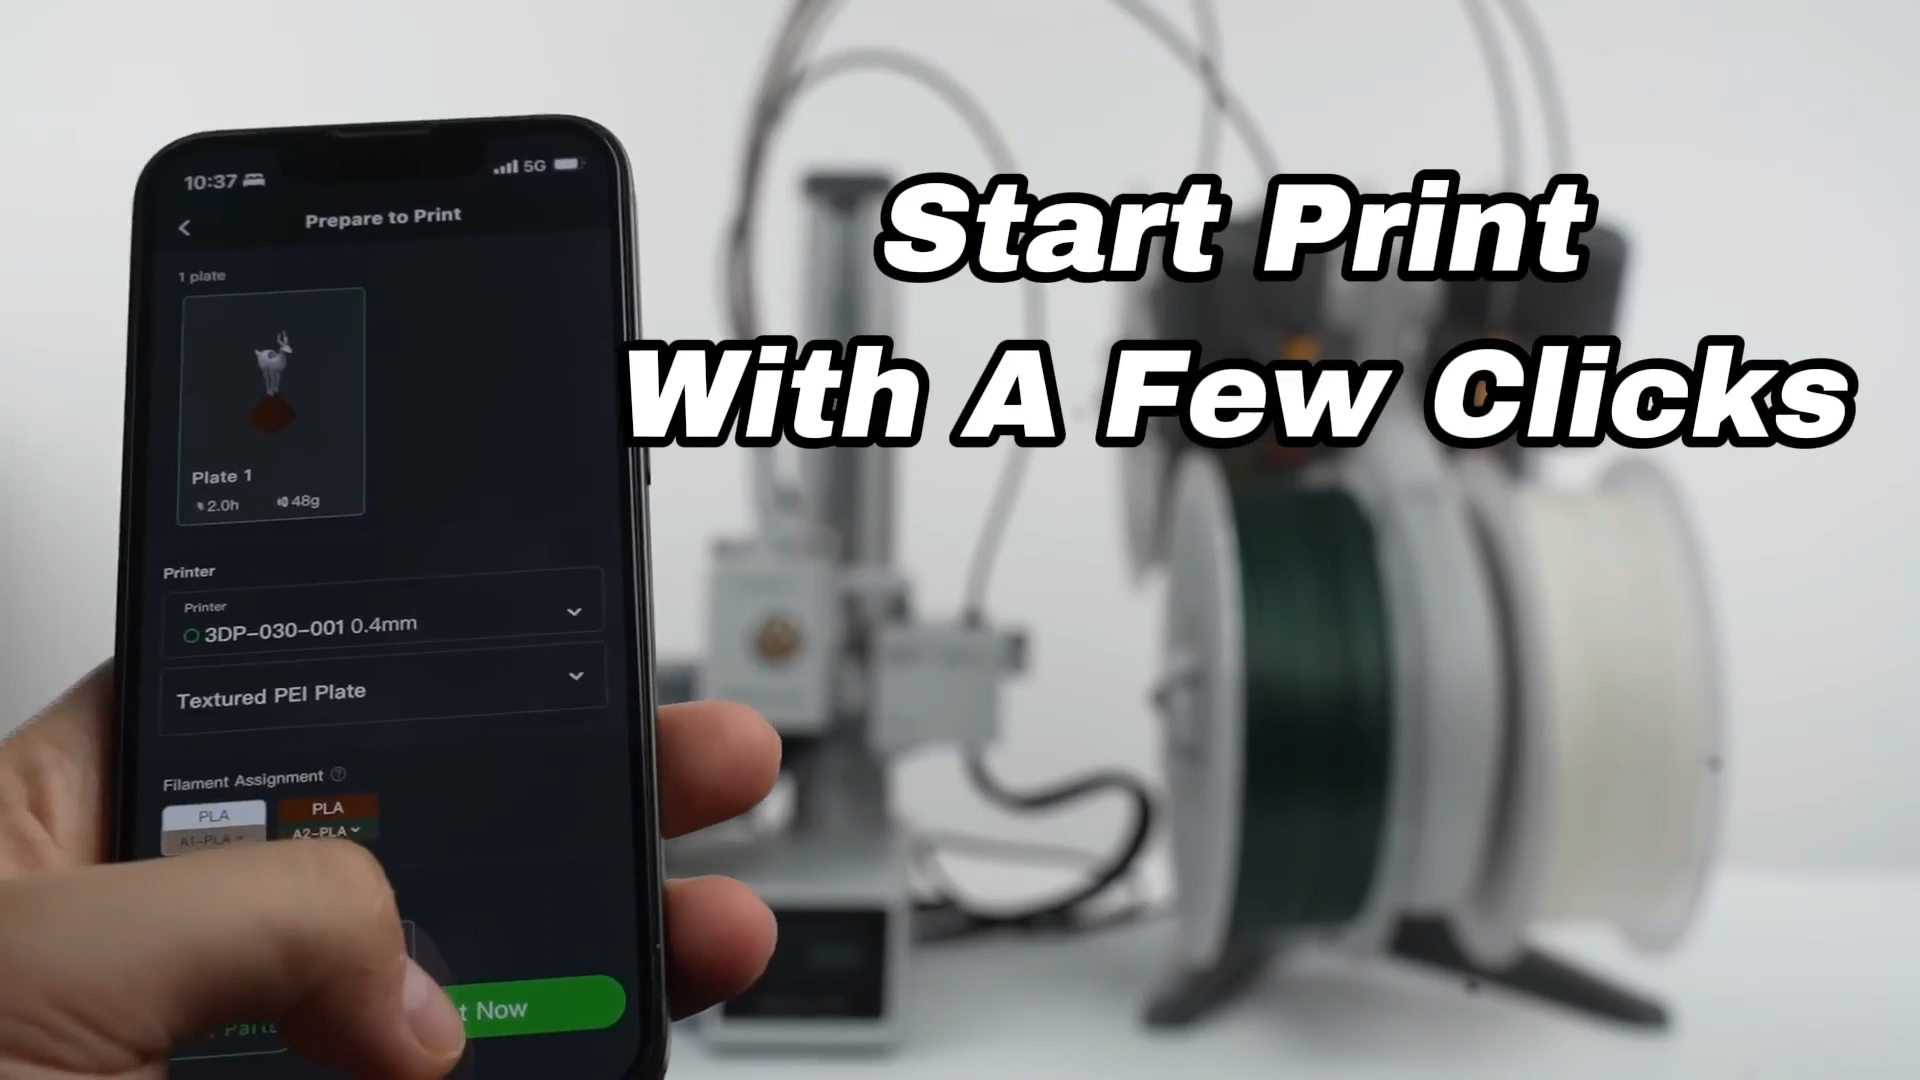 Start Print
With A Few Clicks
10:37
5G
Prepare to Print
1 plate
Plate 1
2.0h
48g
Printer
Printer
3DP-030-001 0.4mm
Textured PEI Plate
Filament Assignment
PLA
PLA
A1-PLA
A2-PLA
Now